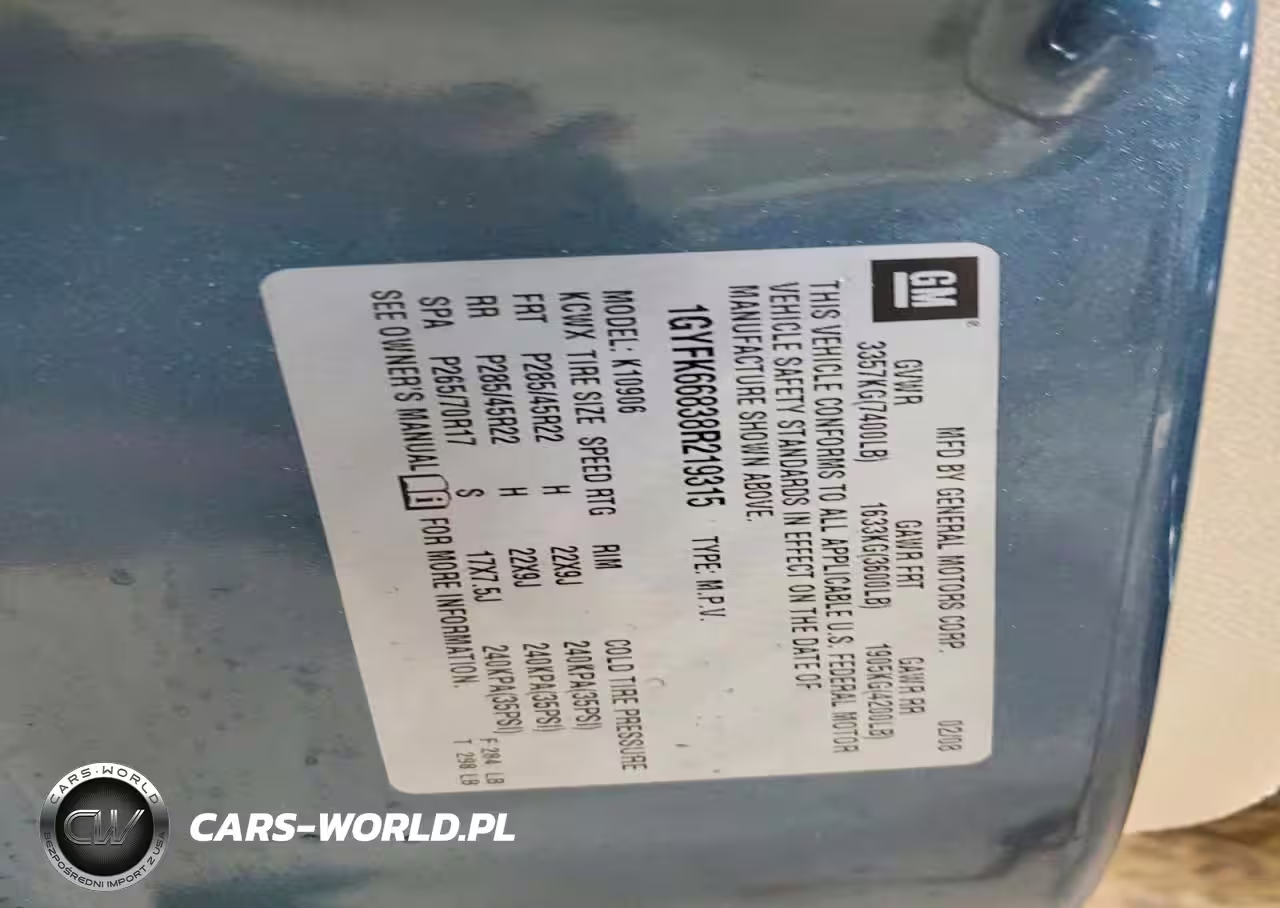 GM
MFD BY GENERAL MOTORS CORP. 02/08
GVWR GAWR FRT GAWR RR
3357KG(7400LB) 1633KG(3600LB) 1905KG(4200LB)
THIS VEHICLE CONFORMS TO ALL APPLICABLE U.S. FEDERAL MOTOR
VEHICLE SAFETY STANDARDS IN EFFECT ON THE DATE OF
MANUFACTURE SHOWN ABOVE.
1GYFK66838R219315 TYPE: M.P.V.
MODEL: K10906
KCWX TIRE SIZE SPEED RTG RIM COLD TIRE PRESSURE
FRT P285/45R22 H 22X9J 240KPA(35PSI)
RR P285/45R22 H 22X9J 240KPA(35PSI)
SPA P265/70R17 S 17X7.5J 240KPA(35PSI)
SEE OWNER'S MANUAL FOR MORE INFORMATION.
F 284 LB
T 298 LB
CARS-WORLD
CW
BEZPOŚREDNI IMPORT Z USA
CARS-WORLD.PL